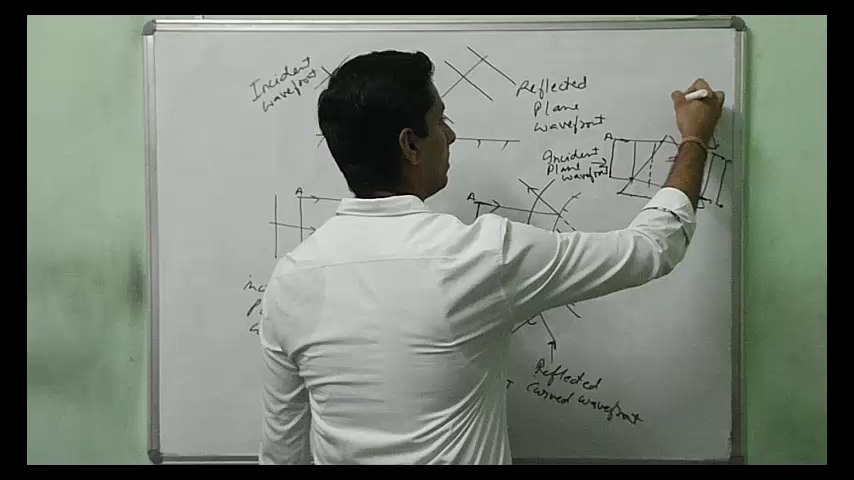 Incident
wavefront
Reflected
Plane
wavefront
A
Incident
Plane
wavefront
A
A
Reflected
Curved wavefront